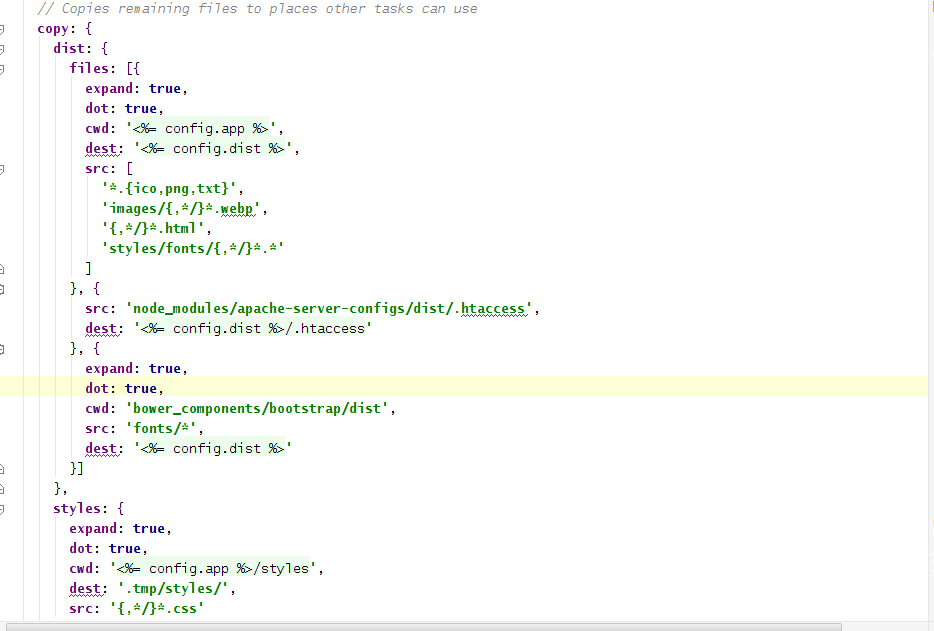 // Copies remaining files to places other tasks can use
copy: {
dist: {
files: [{
expand: true,
dot: true,
cwd: '<%= config.app %>',
dest: '<%= config.dist %>',
src: [
'*.{ico,png,txt}',
'images/{,*/}*.webp',
'{,*/}*.html',
'styles/fonts/{,*/}*.*'
]
}, {
src: 'node_modules/apache-server-configs/dist/.htaccess',
dest: '<%= config.dist %>/.htaccess'
}, {
expand: true,
dot: true,
cwd: 'bower_components/bootstrap/dist',
src: 'fonts/*',
dest: '<%= config.dist %>'
}]
},
styles: {
expand: true,
dot: true,
cwd: '<%= config.app %>/styles',
dest: '.tmp/styles/',
src: '{,*/}*.css'